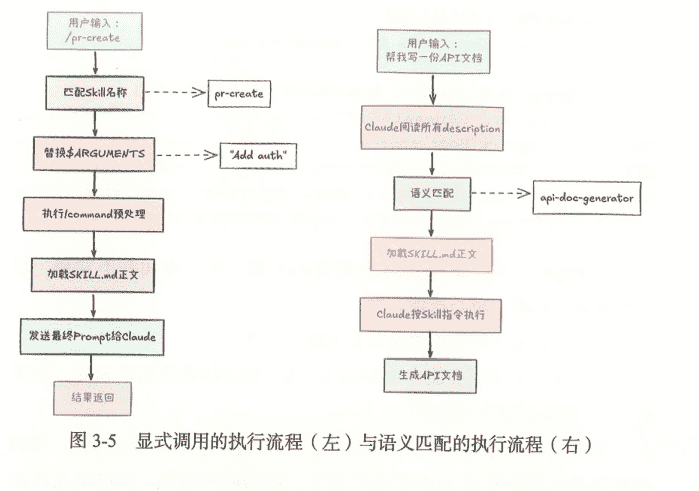 用户输入：
/pr-create
匹配Skill名称
pr-create
替换$ARGUMENTS
"Add auth"
执行/command预处理
加载SKILL.md正文
发送最终Prompt给Claude
结果返回
用户输入：
帮我写一份API文档
Claude阅读所有description
语义匹配
api-doc-generator
加载SKILL.md正文
Claude按Skill指令执行
生成API文档
图 3-5 显式调用的执行流程（左）与语义匹配的执行流程（右）